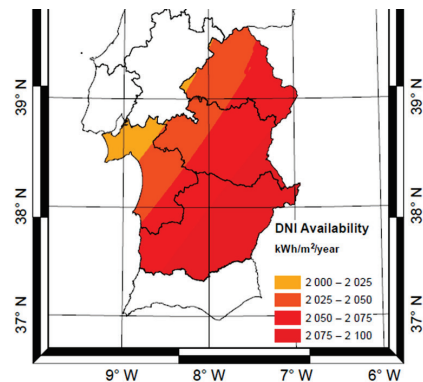 39° N
39° N
38° N
38° N
DNI Availability
kWh/m²/year
2 000 – 2 025
2 025 – 2 050
2 050 – 2 075
2 075 – 2 100
37° N
37° N
9° W 8° W 7° W 6° W